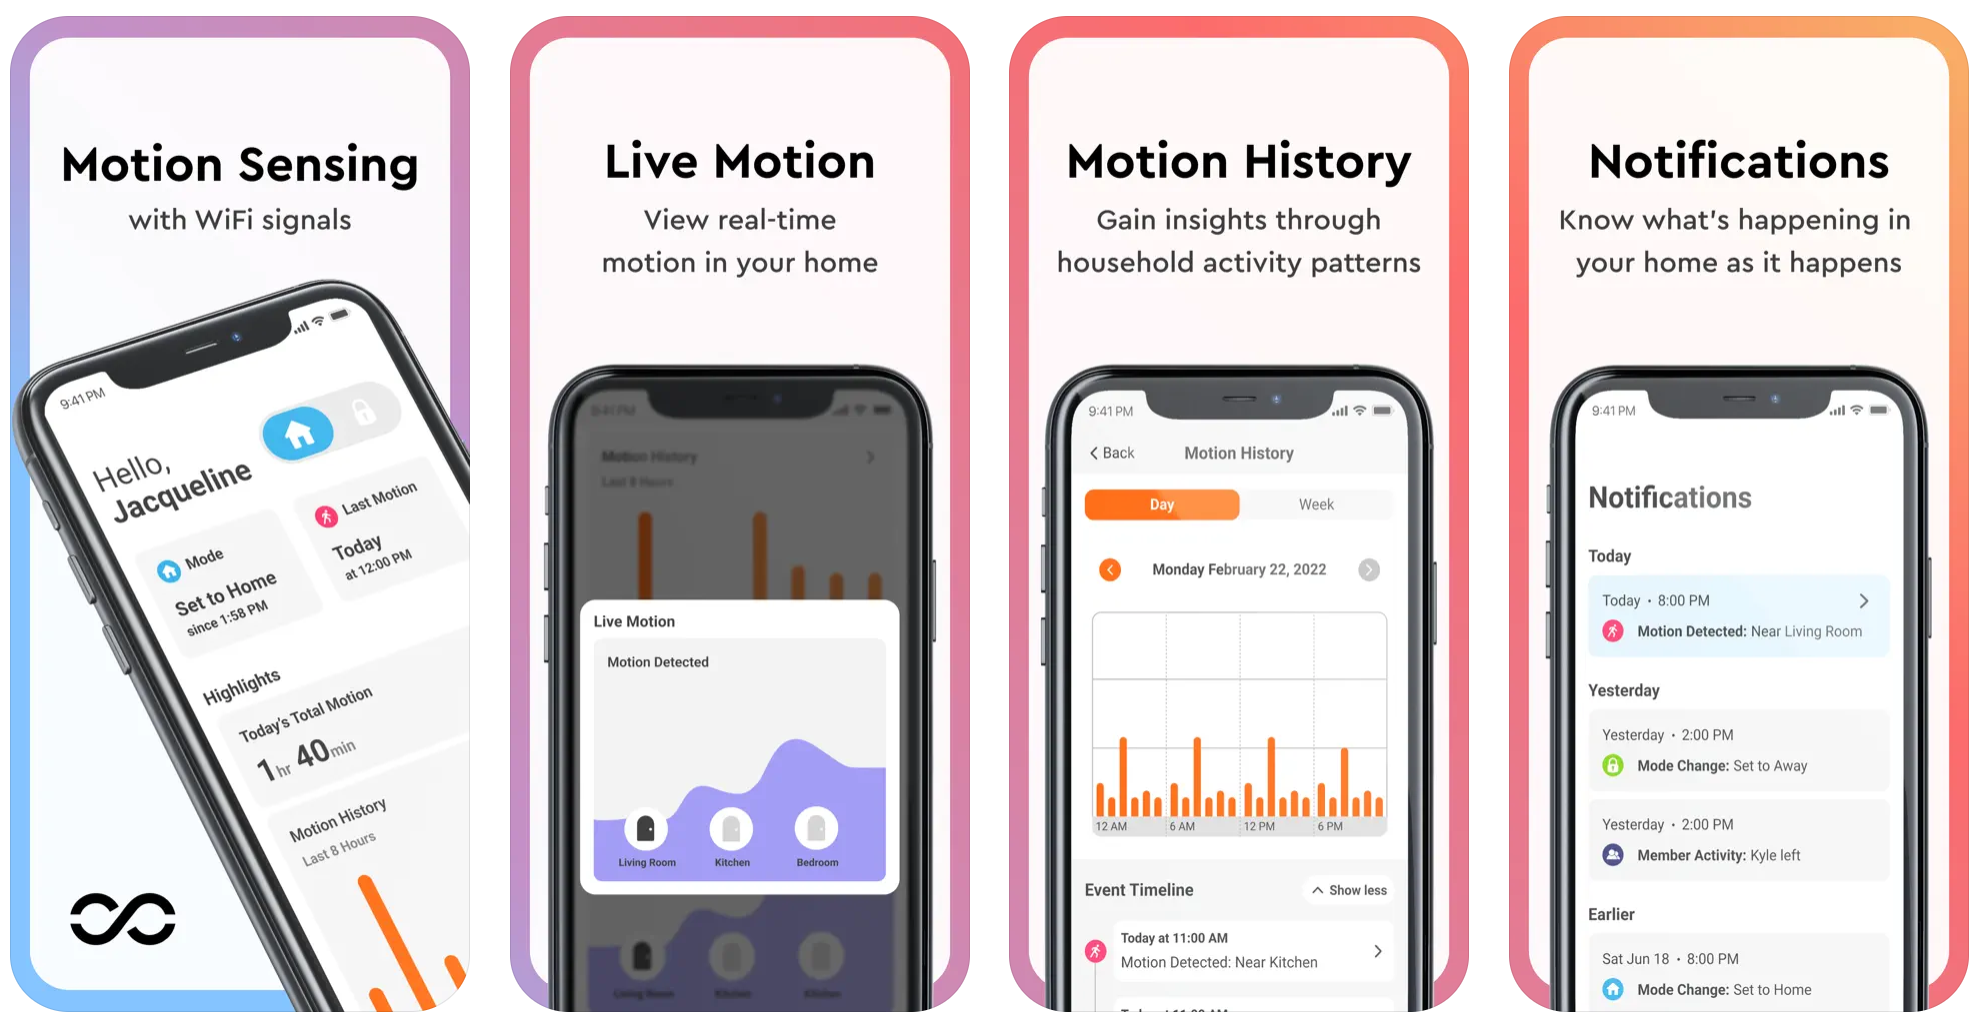 Motion Sensing
with WiFi signals
9:41 PM
Hello,
Jacqueline
Mode
Set to Home
since 1:58 PM
Last Motion
Today
at 12:00 PM
Highlights
Today's Total Motion
1 hr 40 min
Motion History
Last 8 Hours
Live Motion
View real-time
motion in your home
9:41 PM
Motion History
Last 8 Hours
Live Motion
Motion Detected
Living Room Kitchen Bedroom
Living Room Kitchen Kitchen
Motion History
Gain insights through
household activity patterns
9:41 PM
Back Motion History
Day Week
Monday February 22, 2022
12 AM 6 AM 12 PM 6 PM
Event Timeline Show less
Today at 11:00 AM
Motion Detected: Near Kitchen
Notifications
Know what's happening in
your home as it happens
9:41 PM
Notifications
Today
Today • 8:00 PM
Motion Detected: Near Living Room
Yesterday
Yesterday • 2:00 PM
Mode Change: Set to Away
Yesterday • 2:00 PM
Member Activity: Kyle left
Earlier
Sat Jun 18 • 8:00 PM
Mode Change: Set to Home